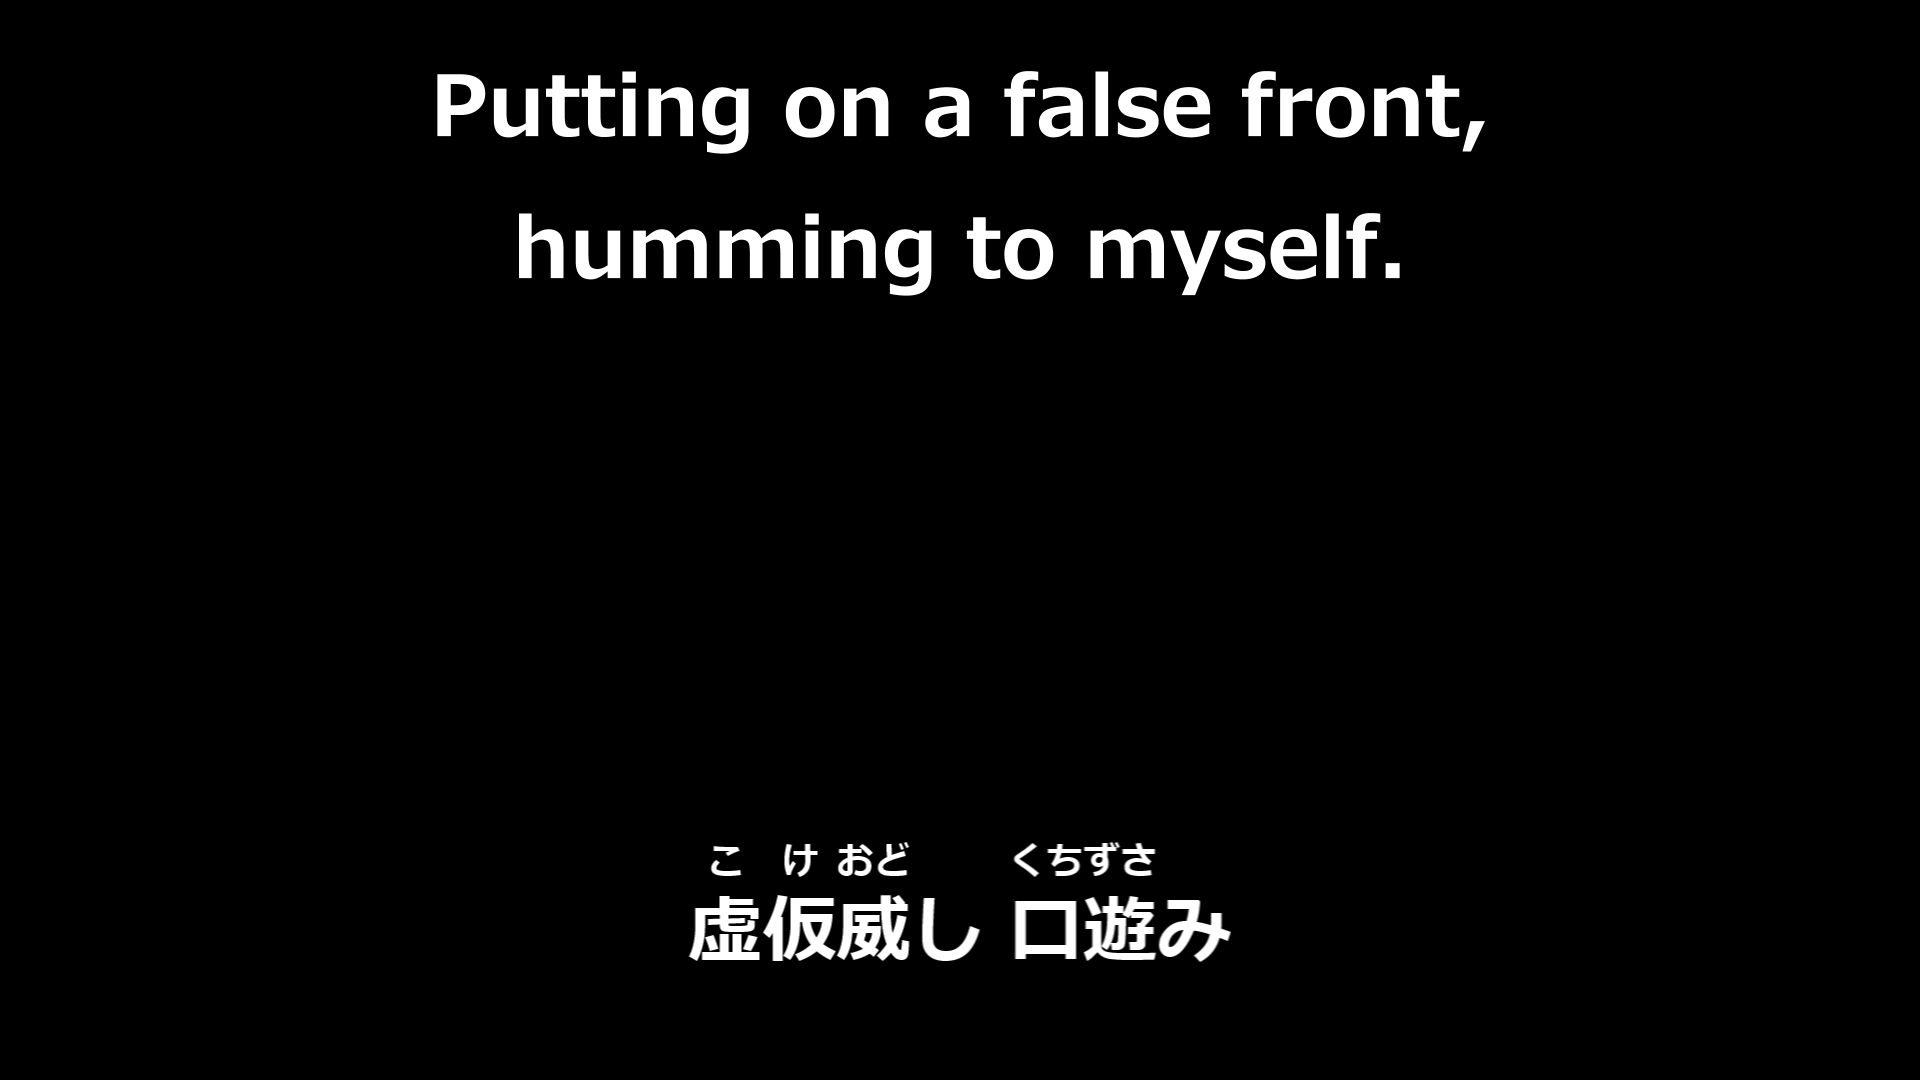 Putting on a false front,
humming to myself.
こ け おど くちずさ
虚仮威し 口遊み